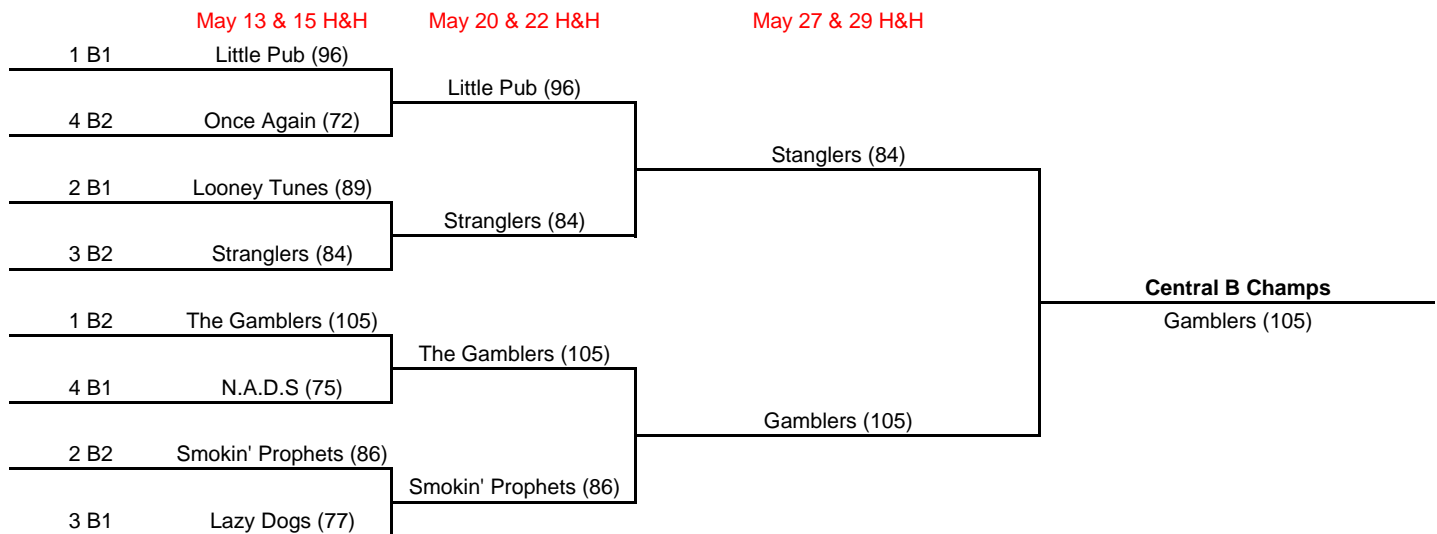 May 13 & 15 H&H May 20 & 22 H&H May 27 & 29 H&H
1 B1 Little Pub (96)
Little Pub (96)
4 B2 Once Again (72)
Stanglers (84)
2 B1 Looney Tunes (89)
Stranglers (84)
3 B2 Stranglers (84)
Central B Champs
1 B2 The Gamblers (105) Gamblers (105)
The Gamblers (105)
4 B1 N.A.D.S (75)
Gamblers (105)
2 B2 Smokin' Prophets (86)
Smokin' Prophets (86)
3 B1 Lazy Dogs (77)